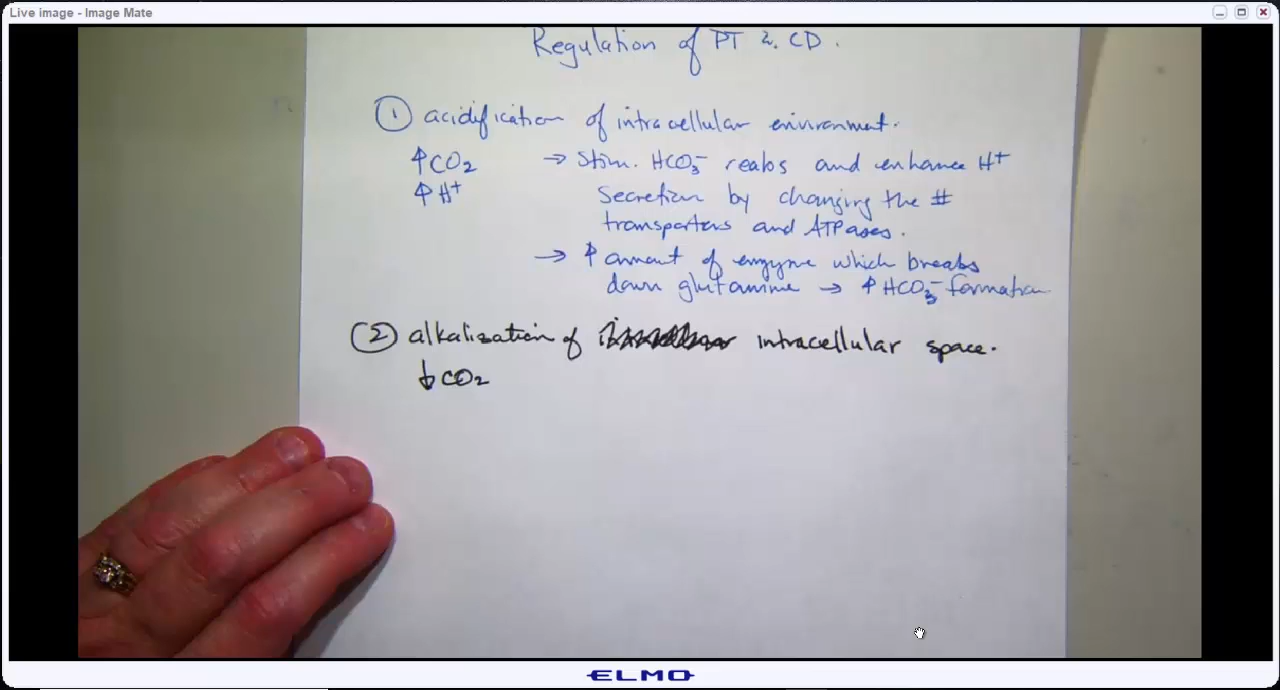 Live image - Image Mate
Regulation of PT & CD.
① acidification of intracellular environment.
↑CO2 → Stim. HCO3- reabs and enhance H+
↑H+ secretion by changing the #
transporters and ATPases.
→ ↑ amount of enzyme which breaks
down glutamine → ↑ HCO3- formation
② alkalization of intracellular space.
↓CO2
ELMO